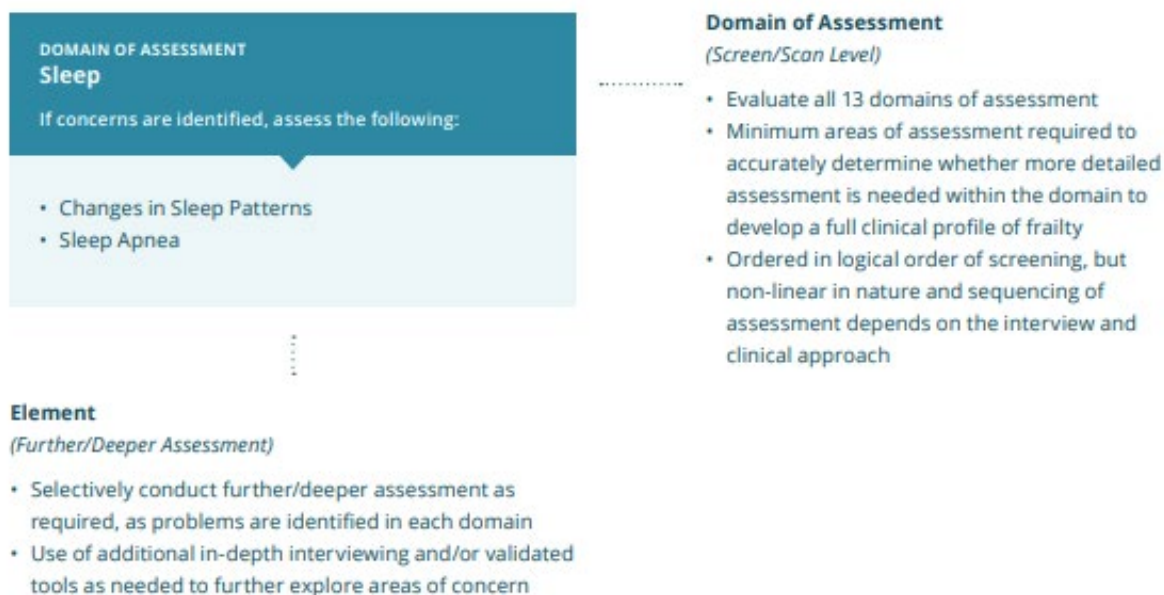 DOMAIN OF ASSESSMENT
Sleep
If concerns are identified, assess the following:
• Changes in Sleep Patterns
• Sleep Apnea
Domain of Assessment
(Screen/Scan Level)
• Evaluate all 13 domains of assessment
• Minimum areas of assessment required to
accurately determine whether more detailed
assessment is needed within the domain to
develop a full clinical profile of frailty
• Ordered in logical order of screening, but
non-linear in nature and sequencing of
assessment depends on the interview and
clinical approach
Element
(Further/Deeper Assessment)
• Selectively conduct further/deeper assessment as
required, as problems are identified in each domain
• Use of additional in-depth interviewing and/or validated
tools as needed to further explore areas of concern